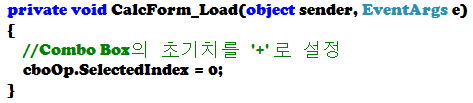 private void CalcForm_Load(object sender, EventArgs e)
{
//Combo Box의 초기치를 '+'로 설정
cboOp.SelectedIndex = 0;
}